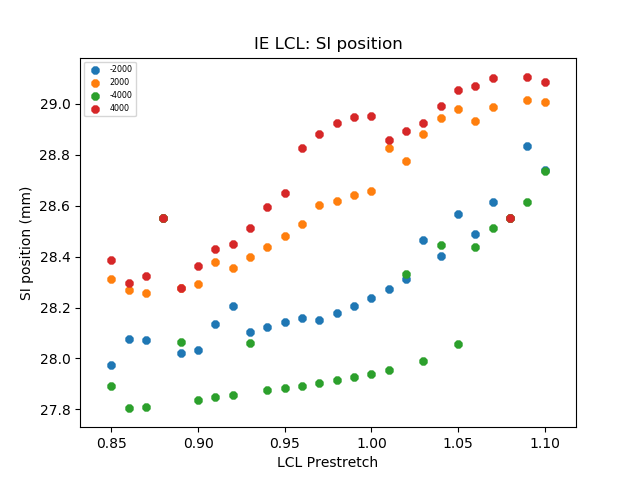 IE LCL: SI position
-2000
2000
-4000
4000
SI position (mm)
29.0
28.8
28.6
28.4
28.2
28.0
27.8
0.85 0.90 0.95 1.00 1.05 1.10
LCL Prestretch